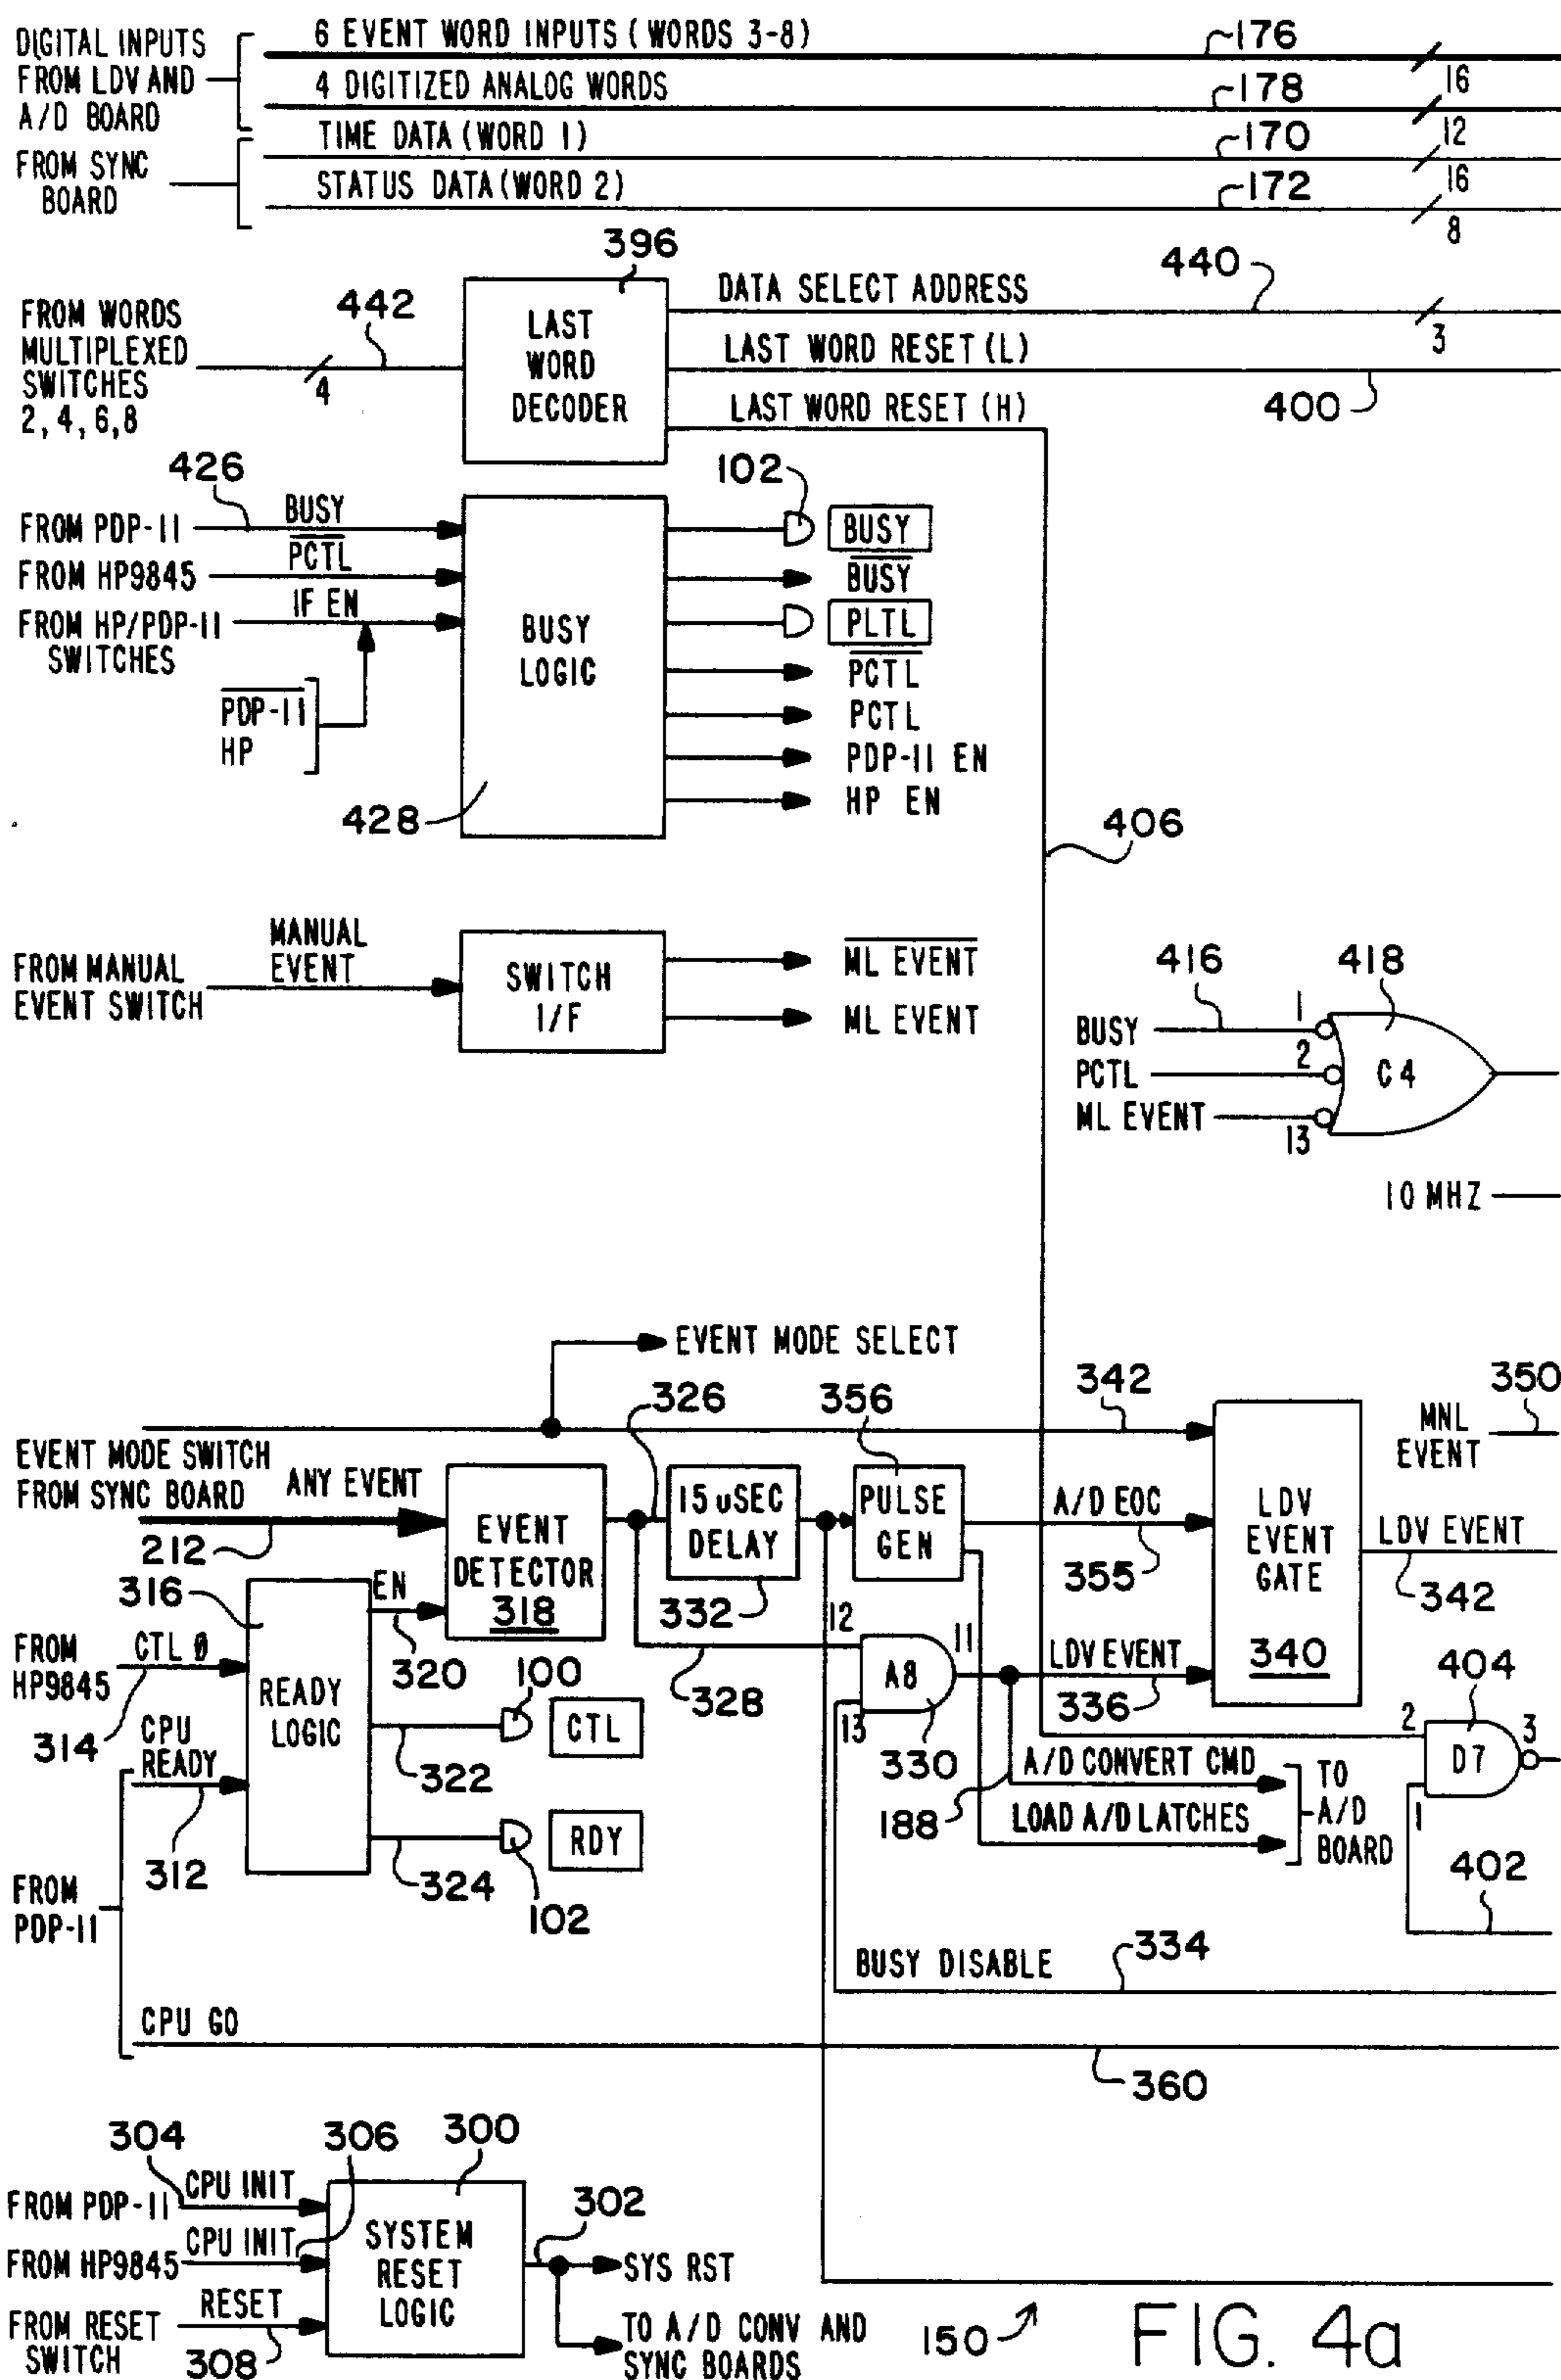 DIGITAL INPUTS
FROM LDV AND
A/D BOARD
6 EVENT WORD INPUTS (WORDS 3-8)
176
16
4 DIGITIZED ANALOG WORDS
178
12
FROM SYNC
BOARD
TIME DATA (WORD 1)
170
16
STATUS DATA (WORD 2)
172
8
396
FROM WORDS
MULTIPLEXED
SWITCHES
2, 4, 6, 8
442
4
LAST
WORD
DECODER
DATA SELECT ADDRESS
440
3
LAST WORD RESET (L)
400
LAST WORD RESET (H)
426
FROM PDP-11
BUSY
FROM HP9845
PCTL
FROM HP/PDP-11
SWITCHES
IF EN
PDP-11
HP
BUSY
LOGIC
428
102
BUSY
BUSY
PLTL
PCTL
PCTL
PDP-11 EN
HP EN
406
FROM MANUAL
EVENT SWITCH
MANUAL
EVENT
SWITCH
I/F
ML EVENT
ML EVENT
416
418
BUSY
1
PCTL
2
ML EVENT
13
C4
10 MHZ
EVENT MODE SELECT
326
356
342
350
MNL
EVENT
EVENT MODE SWITCH
FROM SYNC BOARD
ANY EVENT
212
EVENT
DETECTOR
318
15 uSEC
DELAY
332
PULSE
GEN
A/D EOC
355
LDV
EVENT
GATE
340
LDV EVENT
342
316
EN
320
FROM
HP9845
CTL Ø
314
READY
LOGIC
CPU
READY
312
FROM
PDP-11
100
CTL
322
RDY
324
102
328
12
13
A8
11
330
LDV EVENT
336
188
A/D CONVERT CMD
LOAD A/D LATCHES
TO
A/D
BOARD
404
2
D7
3
1
402
BUSY DISABLE
334
CPU GO
360
304
306
300
FROM PDP-11
CPU INIT
FROM HP9845
CPU INIT
FROM RESET
SWITCH
RESET
308
SYSTEM
RESET
LOGIC
302
SYS RST
TO A/D CONV AND
SYNC BOARDS
150
FIG. 4a